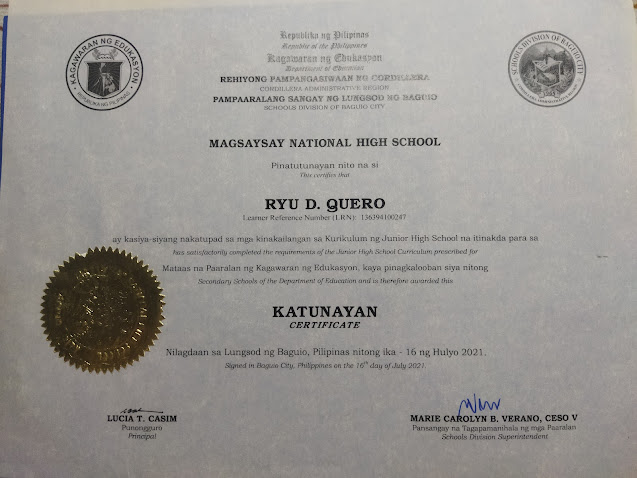 Republika ng Pilipinas
Republic of the Philippines
Kagawaran ng Edukasyon
Department of Education
REHIYONG PAMPANGASIWAAN NG CORDILLERA
CORDILLERA ADMINISTRATIVE REGION
PAMPAARALANG SANGAY NG LUNGSOD NG BAGUIO
SCHOOLS DIVISION OF BAGUIO CITY
KAGAWARAN NG EDUKASYON
REPUBLIKA NG PILIPINAS
SCHOOLS DIVISION OF BAGUIO CITY
MAGSAYSAY NATIONAL HIGH SCHOOL
Pinatutunayan nito na si
This certifies that
RYU D. QUERO
Learner Reference Number (LRN): 136394100247
ay kasiya-siyang nakatupad sa mga kinakailangan sa Kurikulum ng Junior High School na itinakda para sa
has satisfactorily completed the requirements of the Junior High School Curriculum prescribed for
Mataas na Paaralan ng Kagawaran ng Edukasyon, kaya pinagkalooban siya nitong
Secondary Schools of the Department of Education and is therefore awarded this
KATUNAYAN
CERTIFICATE
Nilagdaan sa Lungsod ng Baguio, Pilipinas nitong ika - 16 ng Hulyo 2021.
Signed in Baguio City, Philippines on the 16th day of July 2021.
LUCIA T. CASIM
Punongguro
Principal
MARIE CAROLYN B. VERANO, CESO V
Pansangay na Tagapamanihala ng mga Paaralan
Schools Division Superintendent